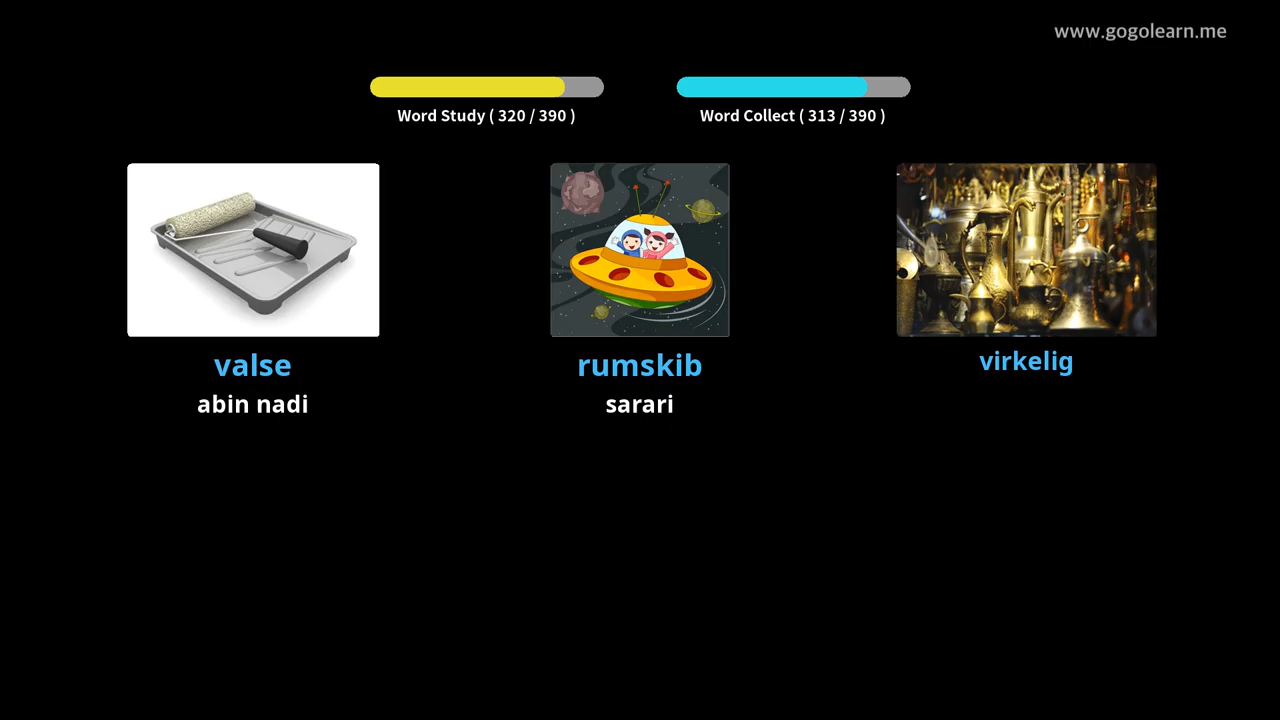 www.gogolearn.me
Word Study ( 320 / 390 )
Word Collect ( 313 / 390 )
valse
abin nadi
rumskib
sarari
virkelig